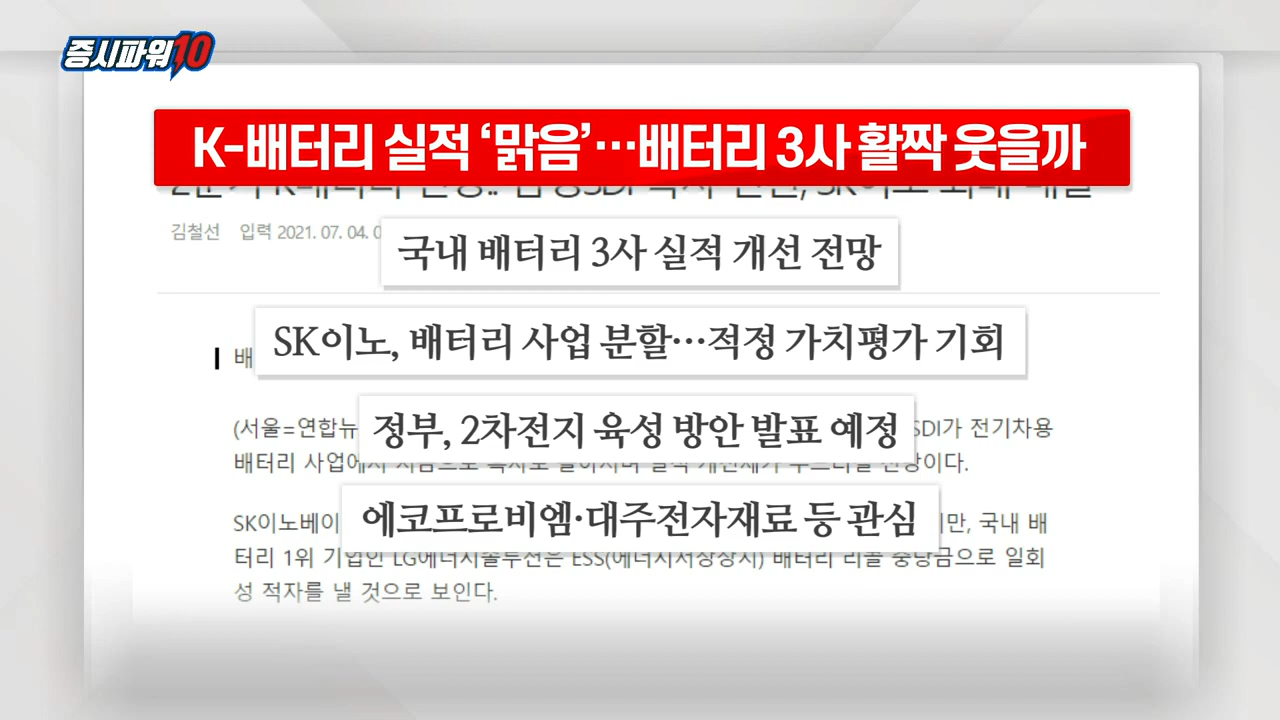 증시파워10
K-배터리 실적 ‘맑음’…배터리 3사 활짝 웃을까
김철선 입력 2021. 07. 04.
국내 배터리 3사 실적 개선 전망
SK이노, 배터리 사업 분할…적정 가치평가 기회
배
(서울=연합뉴
정부, 2차전지 육성 방안 발표 예정
SDI가 전기차용
배터리 사업에서
전망이다.
에코프로비엠·대주전자재료 등 관심
SK이노베이
지만, 국내 배
터리 1위 기업인 LG에너지솔루션은 ESS(에너지저장장치) 배터리 리콜 충당금으로 일회
성 적자를 낼 것으로 보인다.